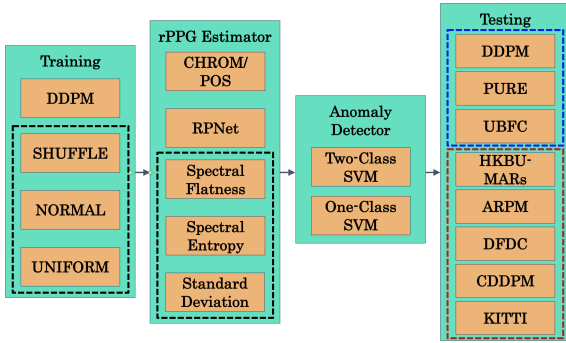 Training
DDPM
SHUFFLE
NORMAL
UNIFORM
rPPG Estimator
CHROM/
POS
RPNet
Spectral
Flatness
Spectral
Entropy
Standard
Deviation
Anomaly
Detector
Two-Class
SVM
One-Class
SVM
Testing
DDPM
PURE
UBFC
HKBU-
MARs
ARPM
DFDC
CDDPM
KITTI